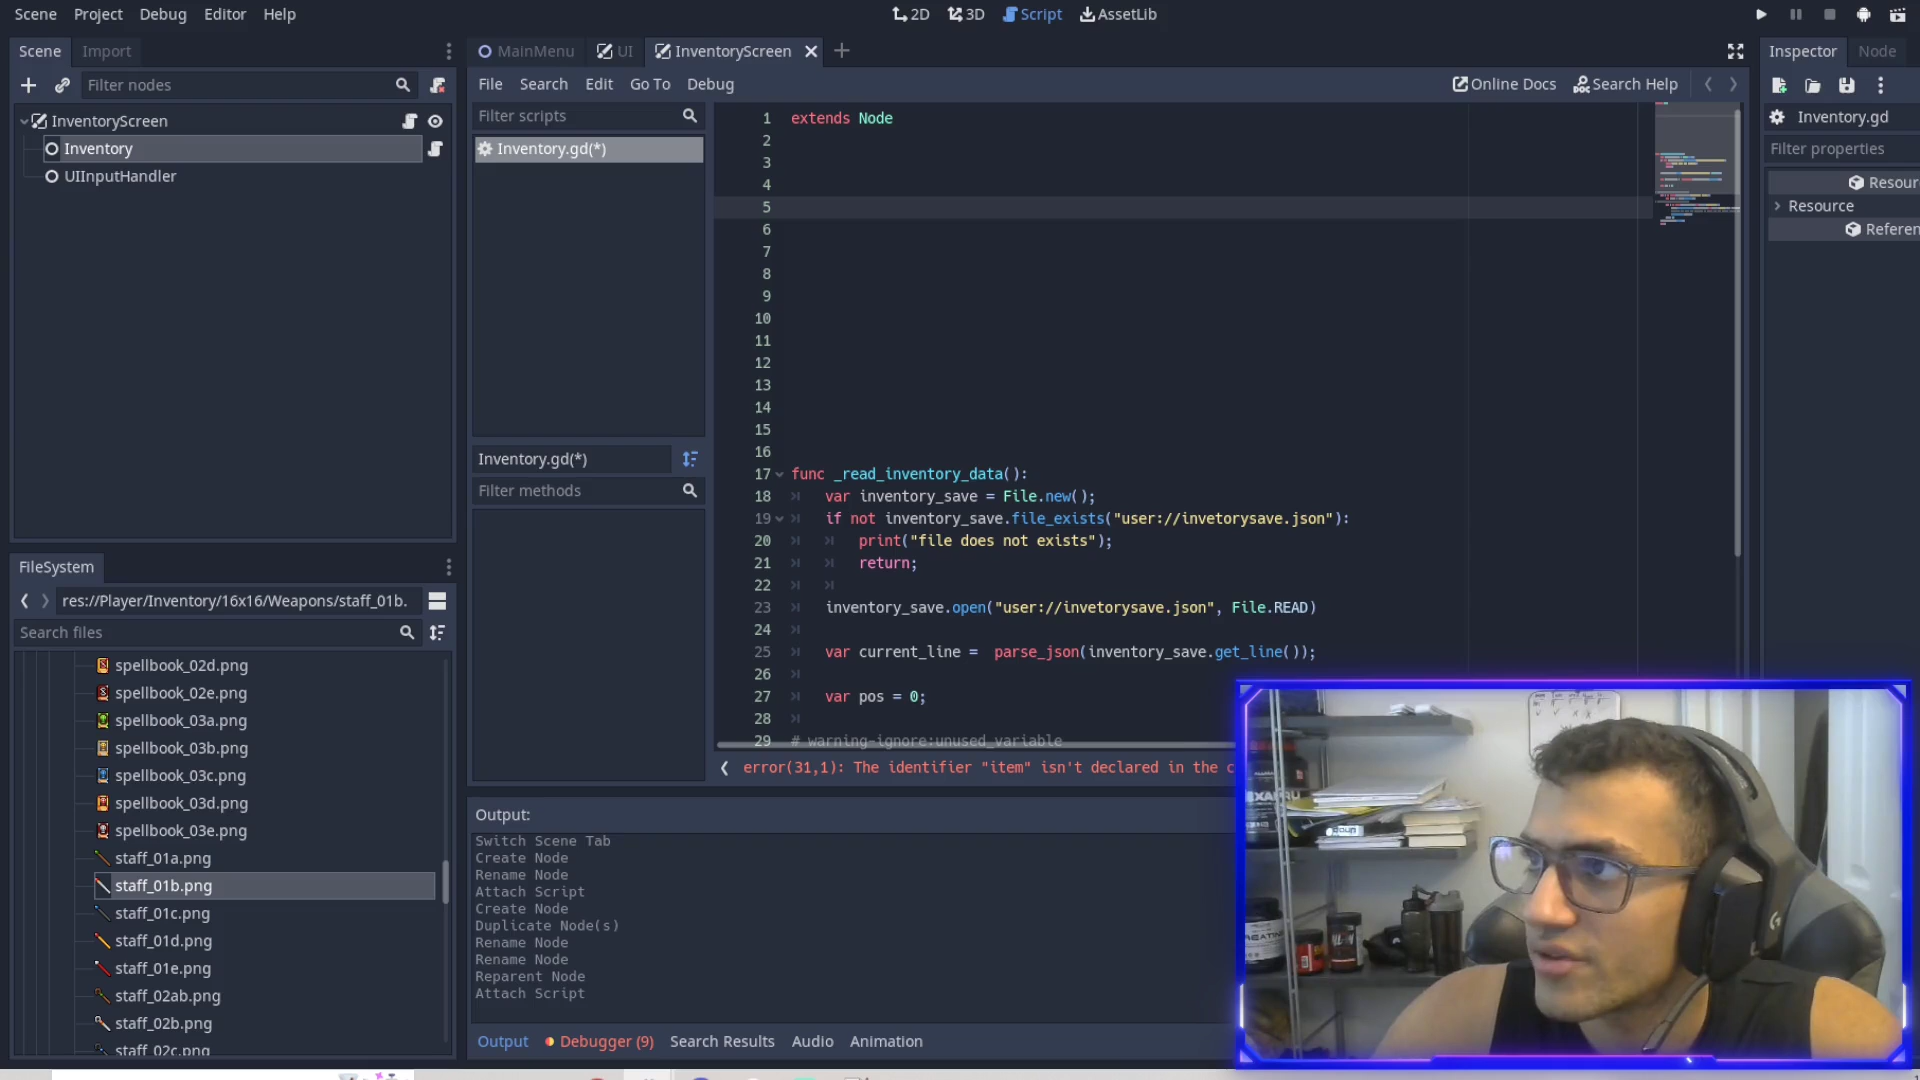 Scene Project Debug Editor Help
2D 3D Script AssetLib
Scene Import
Filter nodes
InventoryScreen
Inventory
UIInputHandler
FileSystem
res://Player/Inventory/16x16/Weapons/staff_01b.
Search files
spellbook_02d.png
spellbook_02e.png
spellbook_03a.png
spellbook_03b.png
spellbook_03c.png
spellbook_03d.png
spellbook_03e.png
staff_01a.png
staff_01b.png
staff_01c.png
staff_01d.png
staff_01e.png
staff_02ab.png
staff_02b.png
staff_02c.png
MainMenu UI InventoryScreen
File Search Edit Go To Debug
Online Docs Search Help
Filter scripts
Inventory.gd(*)
Inventory.gd(*)
Filter methods
1 extends Node
2
3
4
5
6
7
8
9
10
11
12
13
14
15
16
17 func _read_inventory_data():
18 var inventory_save = File.new();
19 if not inventory_save.file_exists("user://invetorysave.json"):
20 print("file does not exists");
21 return;
22
23 inventory_save.open("user://invetorysave.json", File.READ)
24
25 var current_line =  parse_json(inventory_save.get_line());
26
27 var pos = 0;
28
29 # warning-ignore:unused_variable
error(31,1): The identifier "item" isn't declared in the c
Output:
Switch Scene Tab
Create Node
Rename Node
Attach Script
Create Node
Duplicate Node(s)
Rename Node
Rename Node
Reparent Node
Attach Script
Output Debugger (9) Search Results Audio Animation
Inspector Node
Inventory.gd
Filter properties
Resour
Resource
Referen